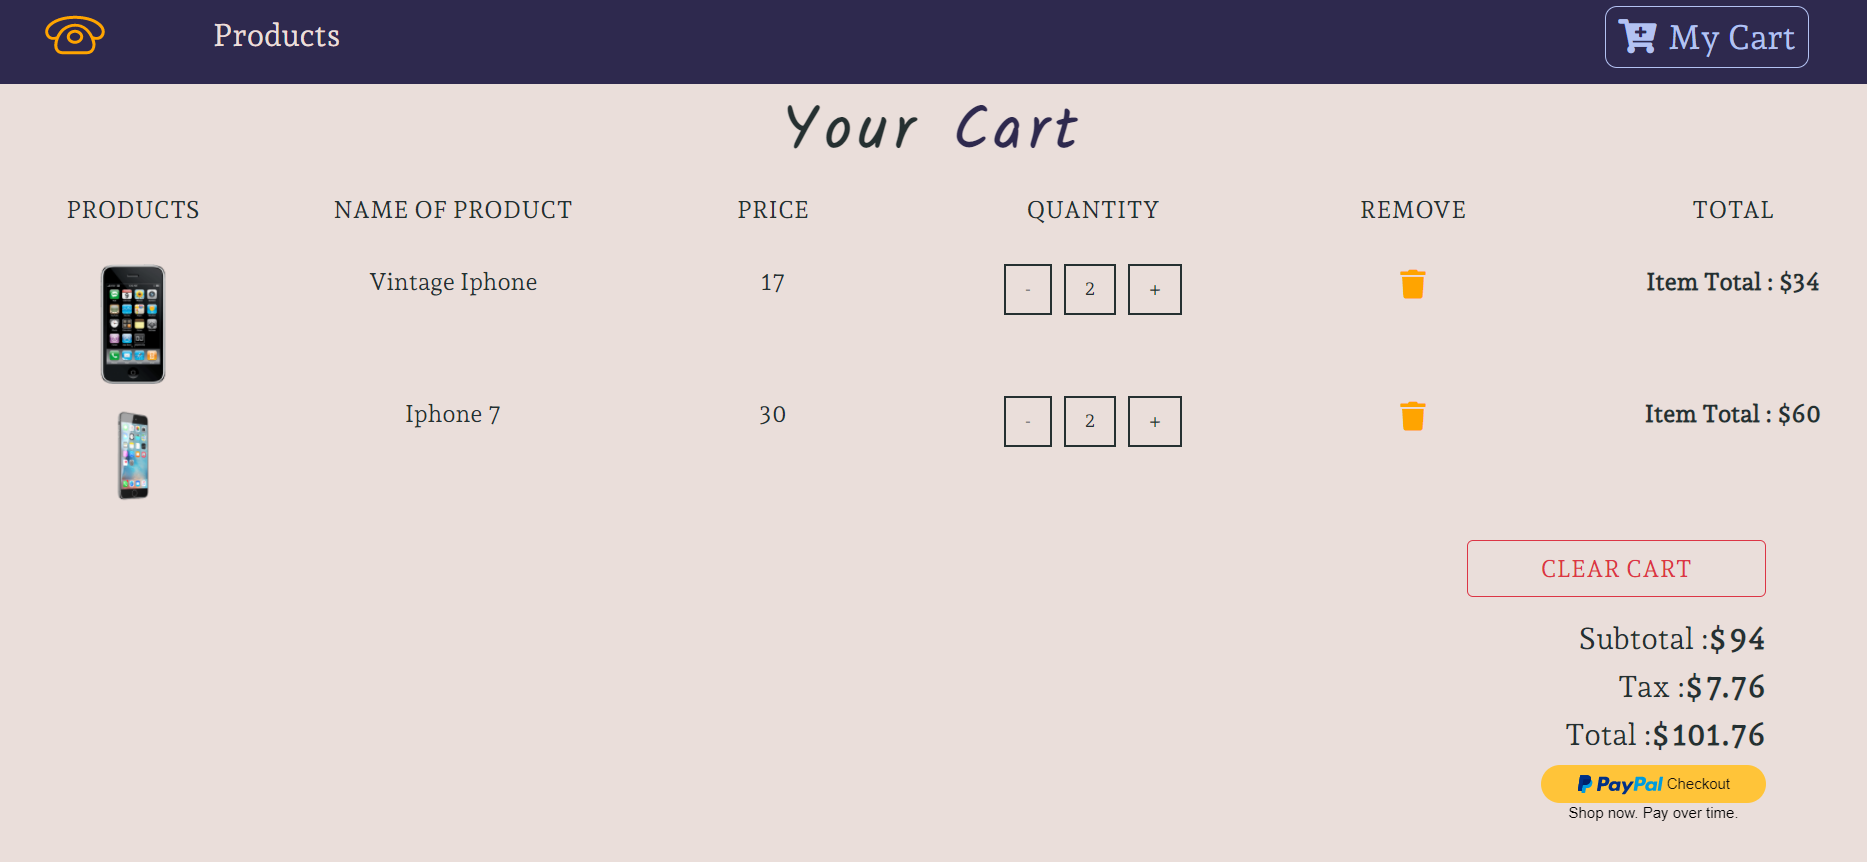 Products
My Cart
Your Cart
PRODUCTS NAME OF PRODUCT PRICE QUANTITY REMOVE TOTAL
Vintage Iphone 17 - 2 + Item Total : $34
Iphone 7 30 - 2 + Item Total : $60
CLEAR CART
Subtotal :$94
Tax :$7.76
Total :$101.76
PayPal Checkout
Shop now. Pay over time.